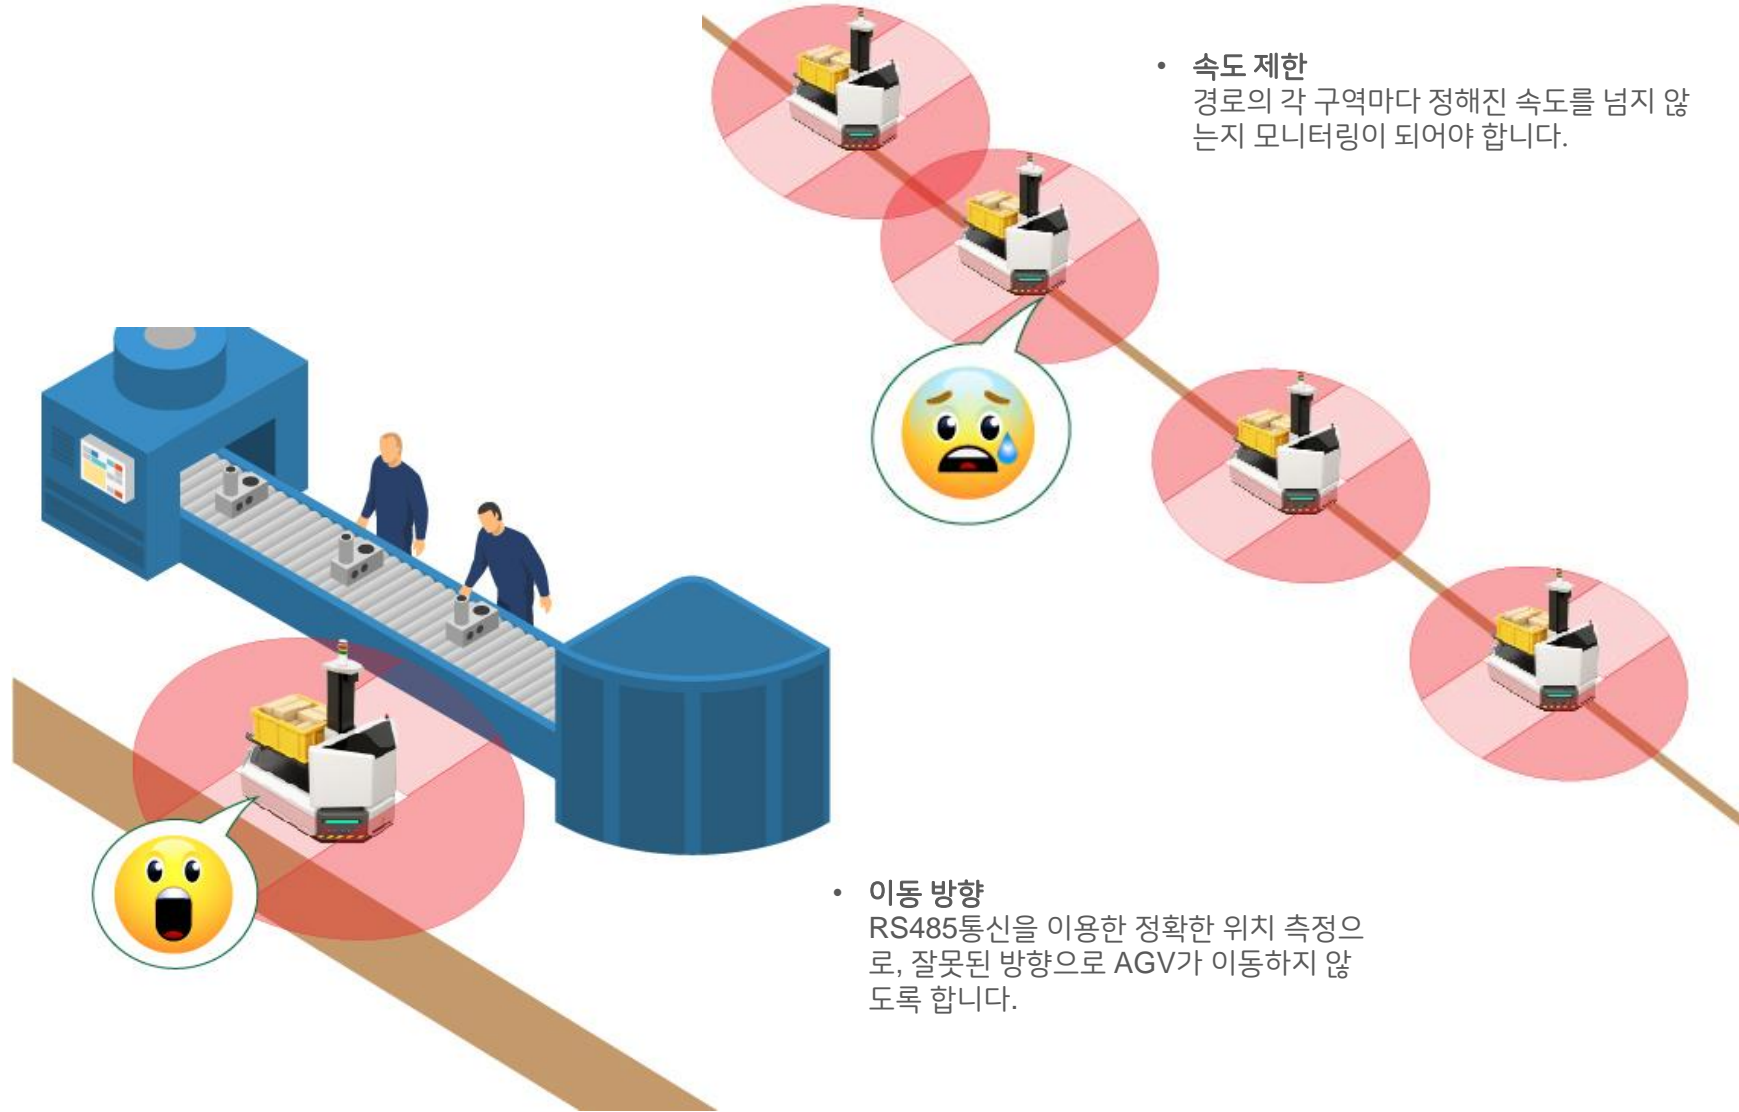 • 속도 제한
경로의 각 구역마다 정해진 속도를 넘지 않
는지 모니터링이 되어야 합니다.
• 이동 방향
RS485통신을 이용한 정확한 위치 측정으
로, 잘못된 방향으로 AGV가 이동하지 않
도록 합니다.